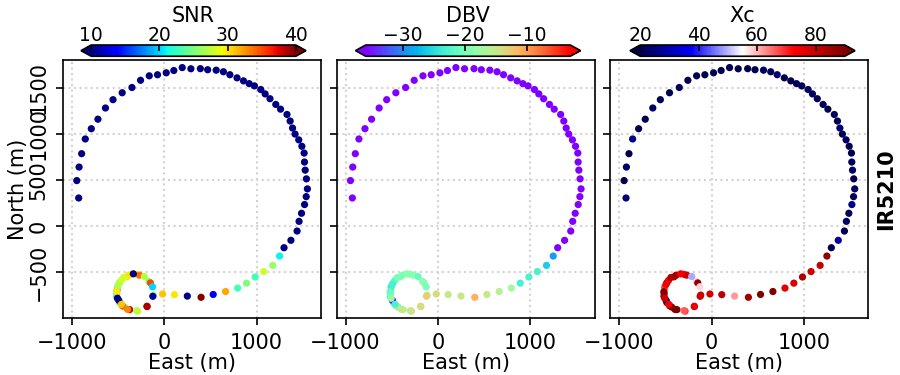 SNR DBV Xc
10 20 30 40 −30 −20 −10 20 40 60 80
North (m)
1500
1000
500
0
−500
IR5210
−1000 0 1000 −1000 0 1000 −1000 0 1000
East (m) East (m) East (m)